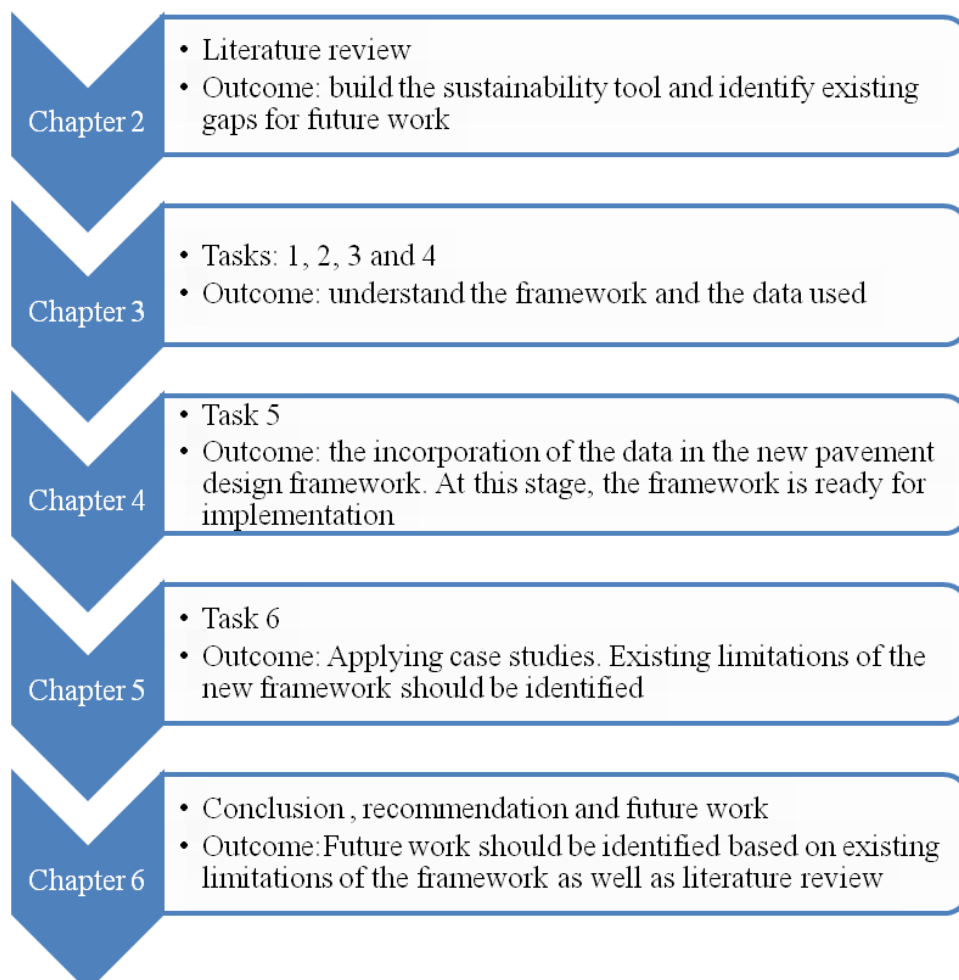 Chapter 2
• Literature review
• Outcome: build the sustainability tool and identify existing
gaps for future work
Chapter 3
• Tasks: 1, 2, 3 and 4
• Outcome: understand the framework and the data used
Chapter 4
• Task 5
• Outcome: the incorporation of the data in the new pavement
design framework. At this stage, the framework is ready for
implementation
Chapter 5
• Task 6
• Outcome: Applying case studies. Existing limitations of the
new framework should be identified
Chapter 6
• Conclusion , recommendation and future work
• Outcome:Future work should be identified based on existing
limitations of the framework as well as literature review